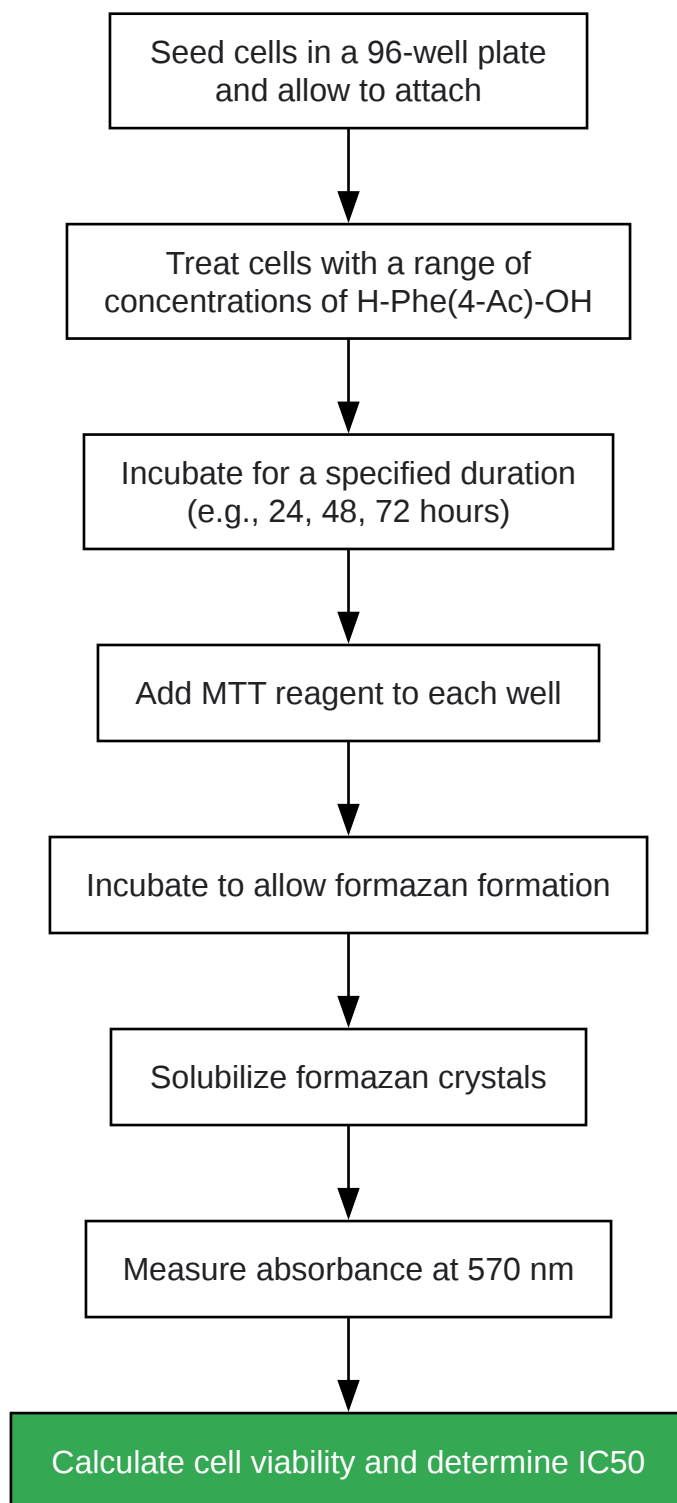 Seed cells in a 96-well plate
and allow to attach
Treat cells with a range of
concentrations of H-Phe(4-Ac)-OH
Incubate for a specified duration
(e.g., 24, 48, 72 hours)
Add MTT reagent to each well
Incubate to allow formazan formation
Solubilize formazan crystals
Measure absorbance at 570 nm
Calculate cell viability and determine IC50